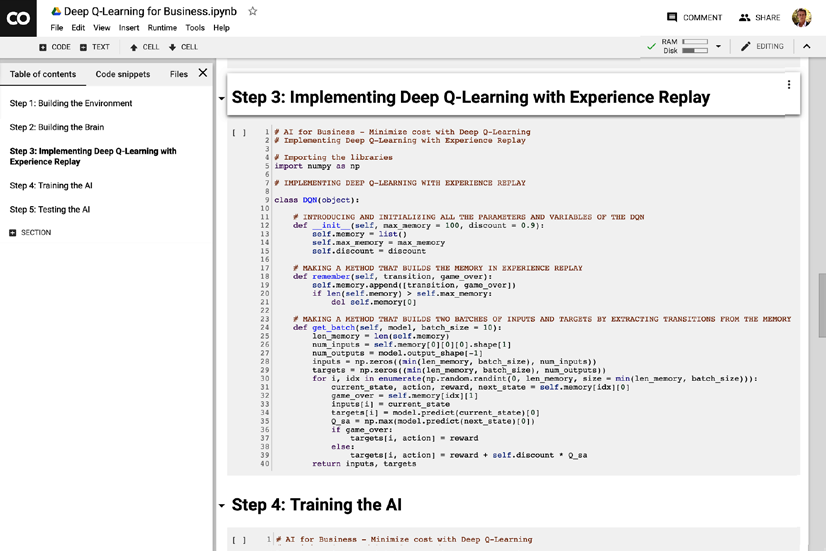 CO Deep Q-Learning for Business.ipynb ☆
File Edit View Insert Runtime Tools Help
COMMENT SHARE
CODE TEXT CELL CELL
RAM
Disk
EDITING
Table of contents Code snippets Files X
Step 1: Building the Environment
Step 2: Building the Brain
Step 3: Implementing Deep Q-Learning with
Experience Replay
Step 4: Training the AI
Step 5: Testing the AI
SECTION
Step 3: Implementing Deep Q-Learning with Experience Replay
[ ] 1 # AI for Business - Minimize cost with Deep Q-Learning
2 # Implementing Deep Q-Learning with Experience Replay
3
4 # Importing the libraries
5 import numpy as np
6
7 # IMPLEMENTING DEEP Q-LEARNING WITH EXPERIENCE REPLAY
8
9 class DQN(object):
10
11     # INTRODUCING AND INITIALIZING ALL THE PARAMETERS AND VARIABLES OF THE DQN
12     def __init__(self, max_memory = 100, discount = 0.9):
13         self.memory = list()
14         self.max_memory = max_memory
15         self.discount = discount
16
17     # MAKING A METHOD THAT BUILDS THE MEMORY IN EXPERIENCE REPLAY
18     def remember(self, transition, game_over):
19         self.memory.append([transition, game_over])
20         if len(self.memory) > self.max_memory:
21             del self.memory[0]
22
23     # MAKING A METHOD THAT BUILDS TWO BATCHES OF INPUTS AND TARGETS BY EXTRACTING TRANSITIONS FROM THE MEMORY
24     def get_batch(self, model, batch_size = 10):
25         len_memory = len(self.memory)
26         num_inputs = self.memory[0][0][0].shape[1]
27         num_outputs = model.output_shape[-1]
28         inputs = np.zeros((min(len_memory, batch_size), num_inputs))
29         targets = np.zeros((min(len_memory, batch_size), num_outputs))
30         for i, idx in enumerate(np.random.randint(0, len_memory, size = min(len_memory, batch_size))):
31             current_state, action, reward, next_state = self.memory[idx][0]
32             game_over = self.memory[idx][1]
33             inputs[i] = current_state
34             targets[i] = model.predict(current_state)[0]
35             Q_sa = np.max(model.predict(next_state)[0])
36             if game_over:
37                 targets[i, action] = reward
38             else:
39                 targets[i, action] = reward + self.discount * Q_sa
40         return inputs, targets
Step 4: Training the AI
[ ] 1 # AI for Business - Minimize cost with Deep Q-Learning